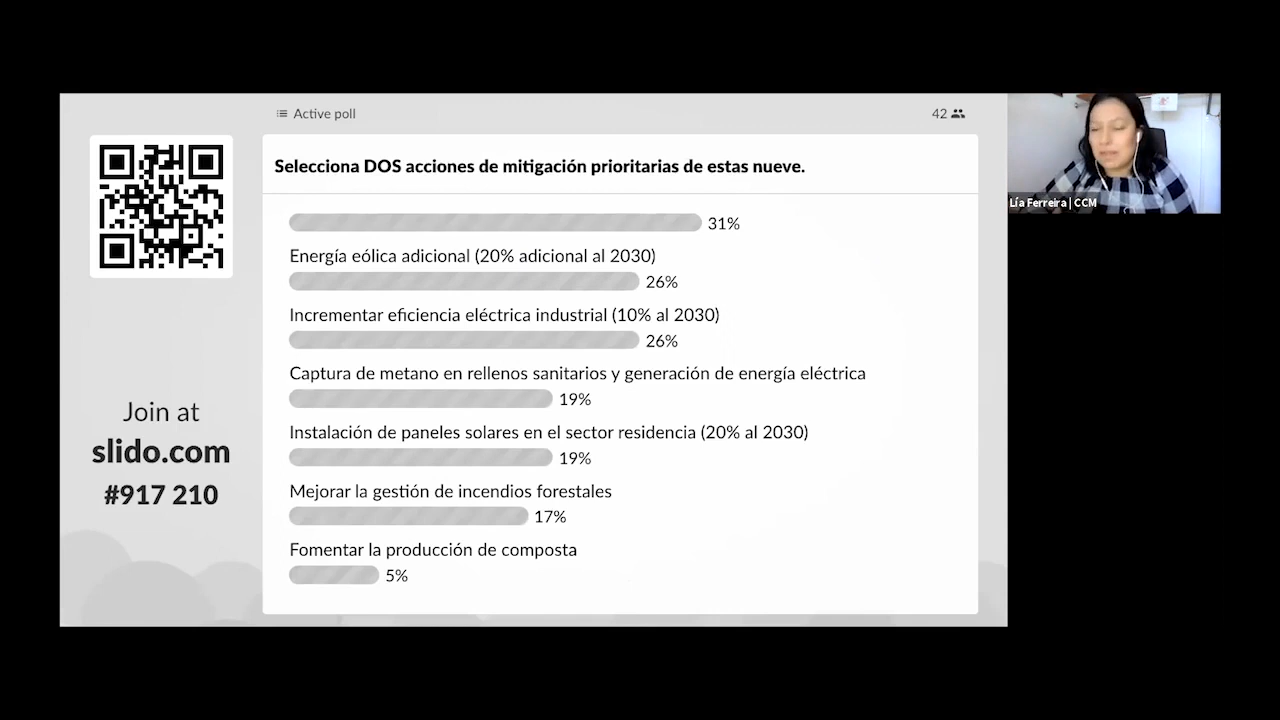 Active poll
42
Selecciona DOS acciones de mitigación prioritarias de estas nueve.
31%
Energía eólica adicional (20% adicional al 2030)
26%
Incrementar eficiencia eléctrica industrial (10% al 2030)
26%
Captura de metano en rellenos sanitarios y generación de energía eléctrica
19%
Instalación de paneles solares en el sector residencia (20% al 2030)
19%
Mejorar la gestión de incendios forestales
17%
Fomentar la producción de composta
5%
Join at
slido.com
#917 210
Lía Ferreira | CCM